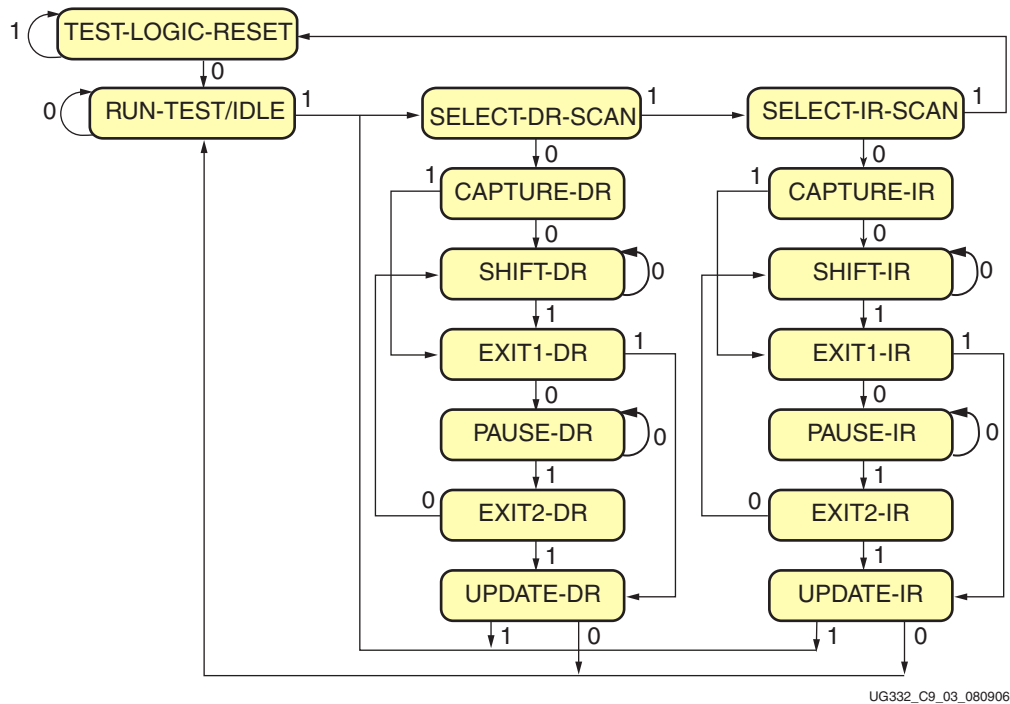 1 TEST-LOGIC-RESET
0
0 RUN-TEST/IDLE 1 SELECT-DR-SCAN 1 SELECT-IR-SCAN 1
0 0
1 CAPTURE-DR 1 CAPTURE-IR
0 0
SHIFT-DR 0 SHIFT-IR 0
1 1
EXIT1-DR 1 EXIT1-IR 1
0 0
PAUSE-DR 0 PAUSE-IR 0
1 1
0 EXIT2-DR 0 EXIT2-IR
1 1
UPDATE-DR UPDATE-IR
1 0 1 0
UG332_C9_03_080906